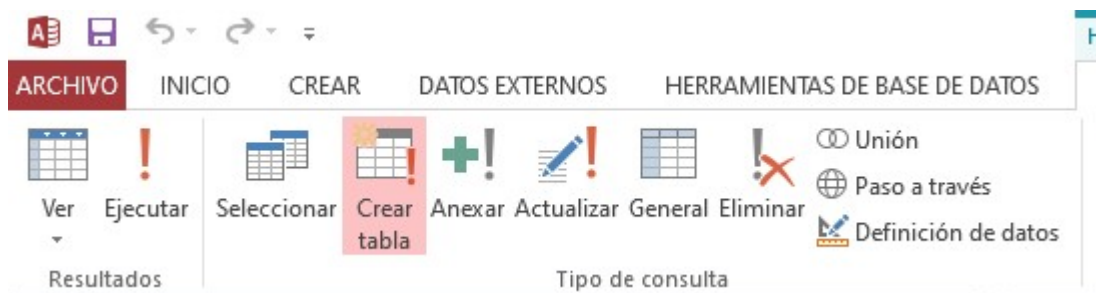 H
ARCHIVO INICIO CREAR DATOS EXTERNOS HERRAMIENTAS DE BASE DE DATOS
Ver Ejecutar Seleccionar Crear tabla Anexar Actualizar General Eliminar
Unión
Paso a través
Definición de datos
Resultados Tipo de consulta